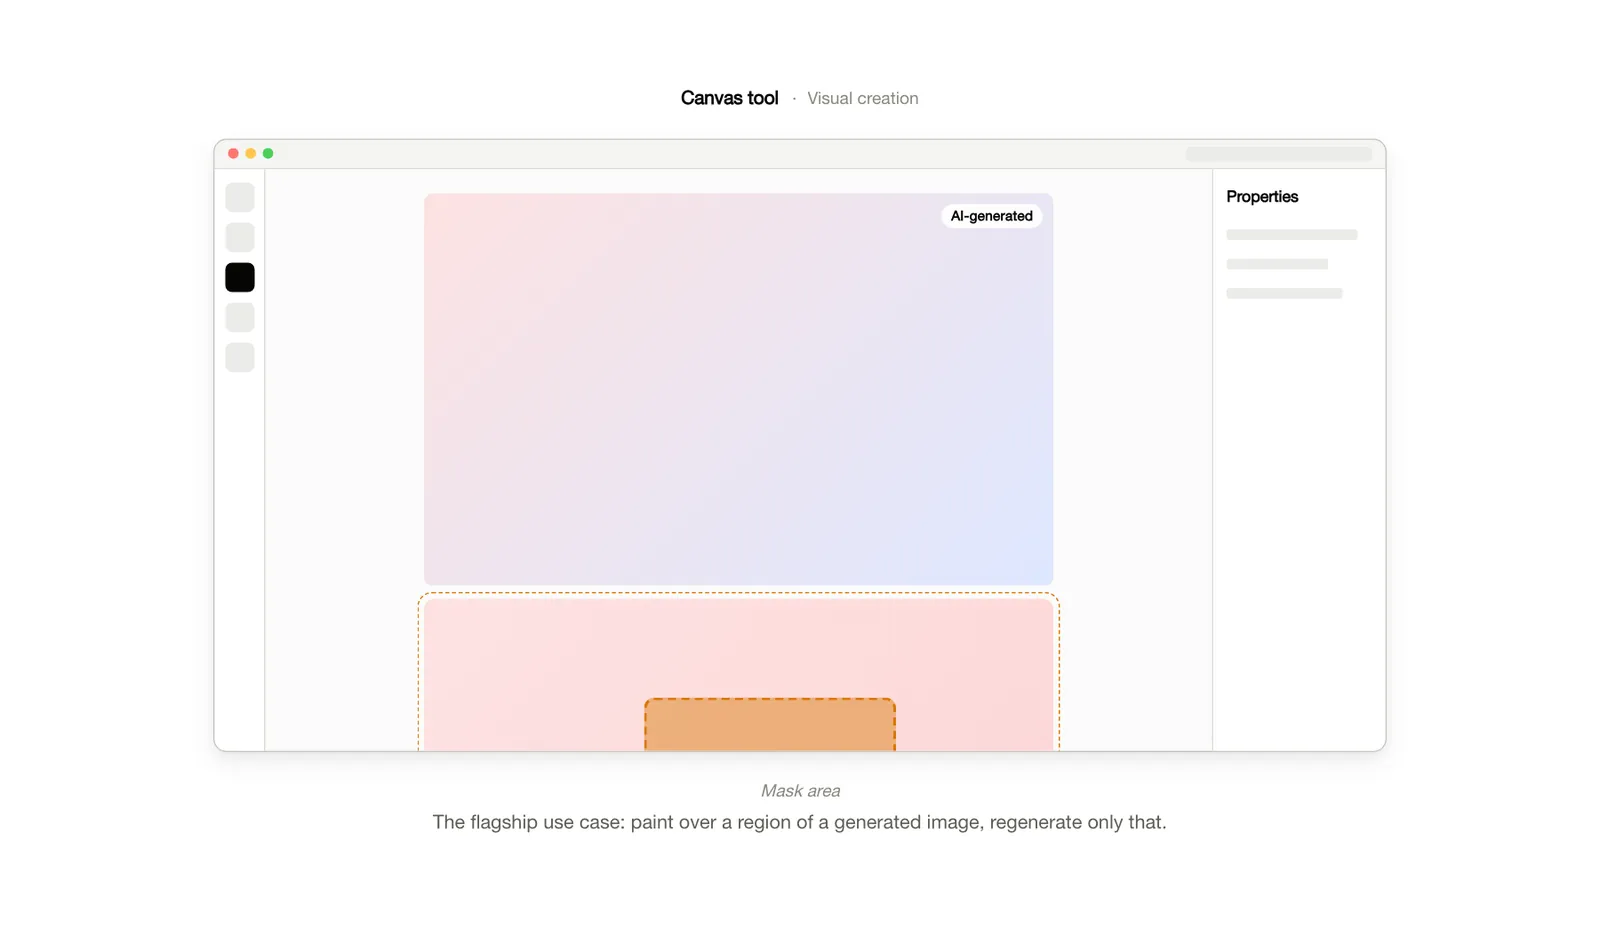 Canvas tool · Visual creation
AI-generated
Properties
Mask area
The flagship use case: paint over a region of a generated image, regenerate only that.